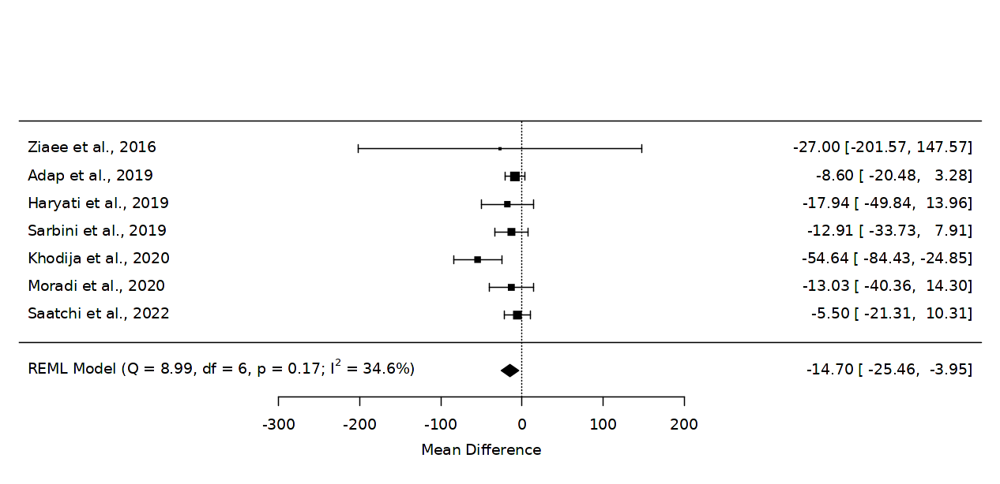 Ziaee et al., 2016 -27.00 [-201.57, 147.57]
Adap et al., 2019 -8.60 [ -20.48, 3.28]
Haryati et al., 2019 -17.94 [ -49.84, 13.96]
Sarbini et al., 2019 -12.91 [ -33.73, 7.91]
Khodija et al., 2020 -54.64 [ -84.43, -24.85]
Moradi et al., 2020 -13.03 [ -40.36, 14.30]
Saatchi et al., 2022 -5.50 [ -21.31, 10.31]
REML Model (Q = 8.99, df = 6, p = 0.17; I² = 34.6%) -14.70 [ -25.46, -3.95]
-300 -200 -100 0 100 200
Mean Difference